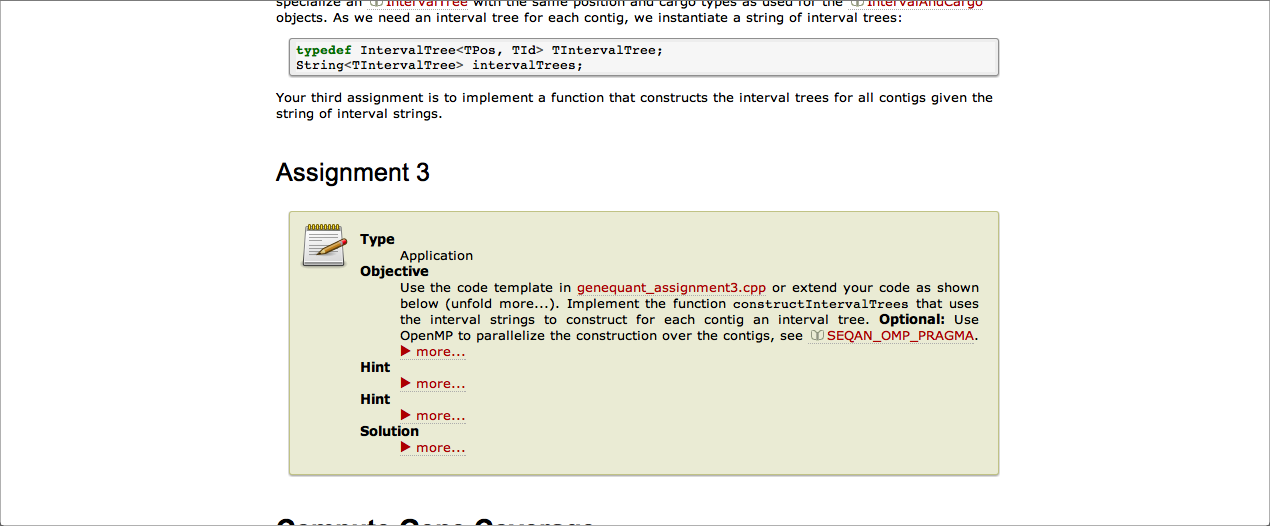 specialize an IntervalTree with the same position and cargo types as used for the IntervalAndCargo
objects. As we need an interval tree for each contig, we instantiate a string of interval trees:
typedef IntervalTree<TPos, TId> TIntervalTree;
String<TIntervalTree> intervalTrees;
Your third assignment is to implement a function that constructs the interval trees for all contigs given the
string of interval strings.
Assignment 3
Type
Application
Objective
Use the code template in genequant_assignment3.cpp or extend your code as shown
below (unfold more...). Implement the function constructIntervalTrees that uses
the interval strings to construct for each contig an interval tree. Optional: Use
OpenMP to parallelize the construction over the contigs, see SEQAN_OMP_PRAGMA.
▶ more...
Hint
▶ more...
Hint
▶ more...
Solution
▶ more...
Compute Gene Coverage